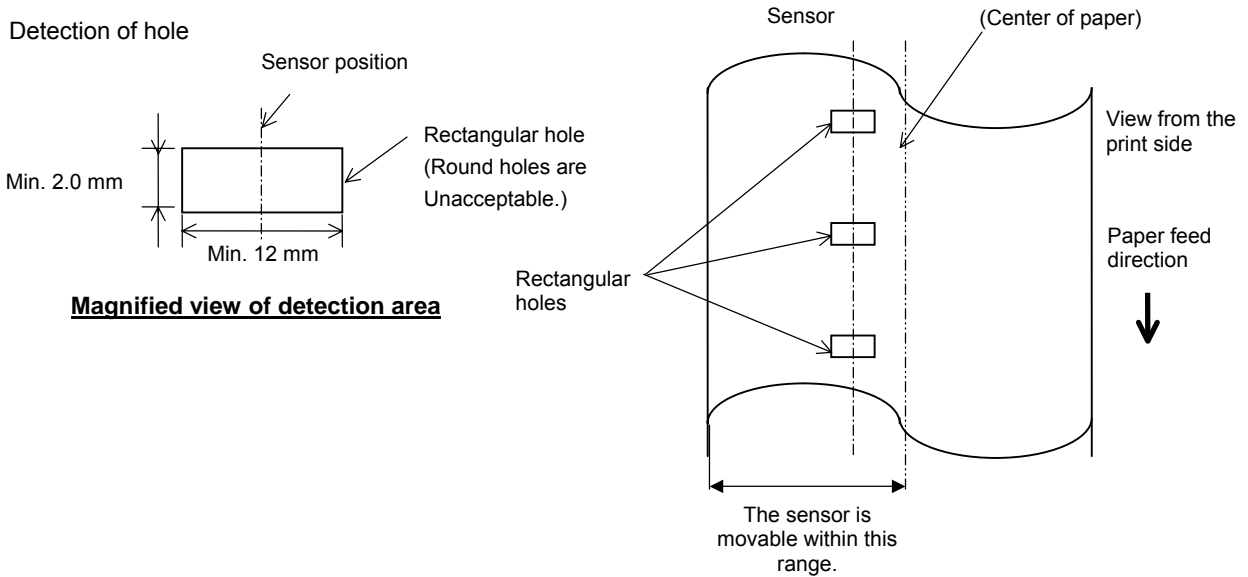 Detection of hole
Sensor position
Rectangular hole
(Round holes are
Unacceptable.)
Min. 2.0 mm
Min. 12 mm
Magnified view of detection area
Sensor
(Center of paper)
View from the
print side
Paper feed
direction
Rectangular
holes
The sensor is
movable within this
range.